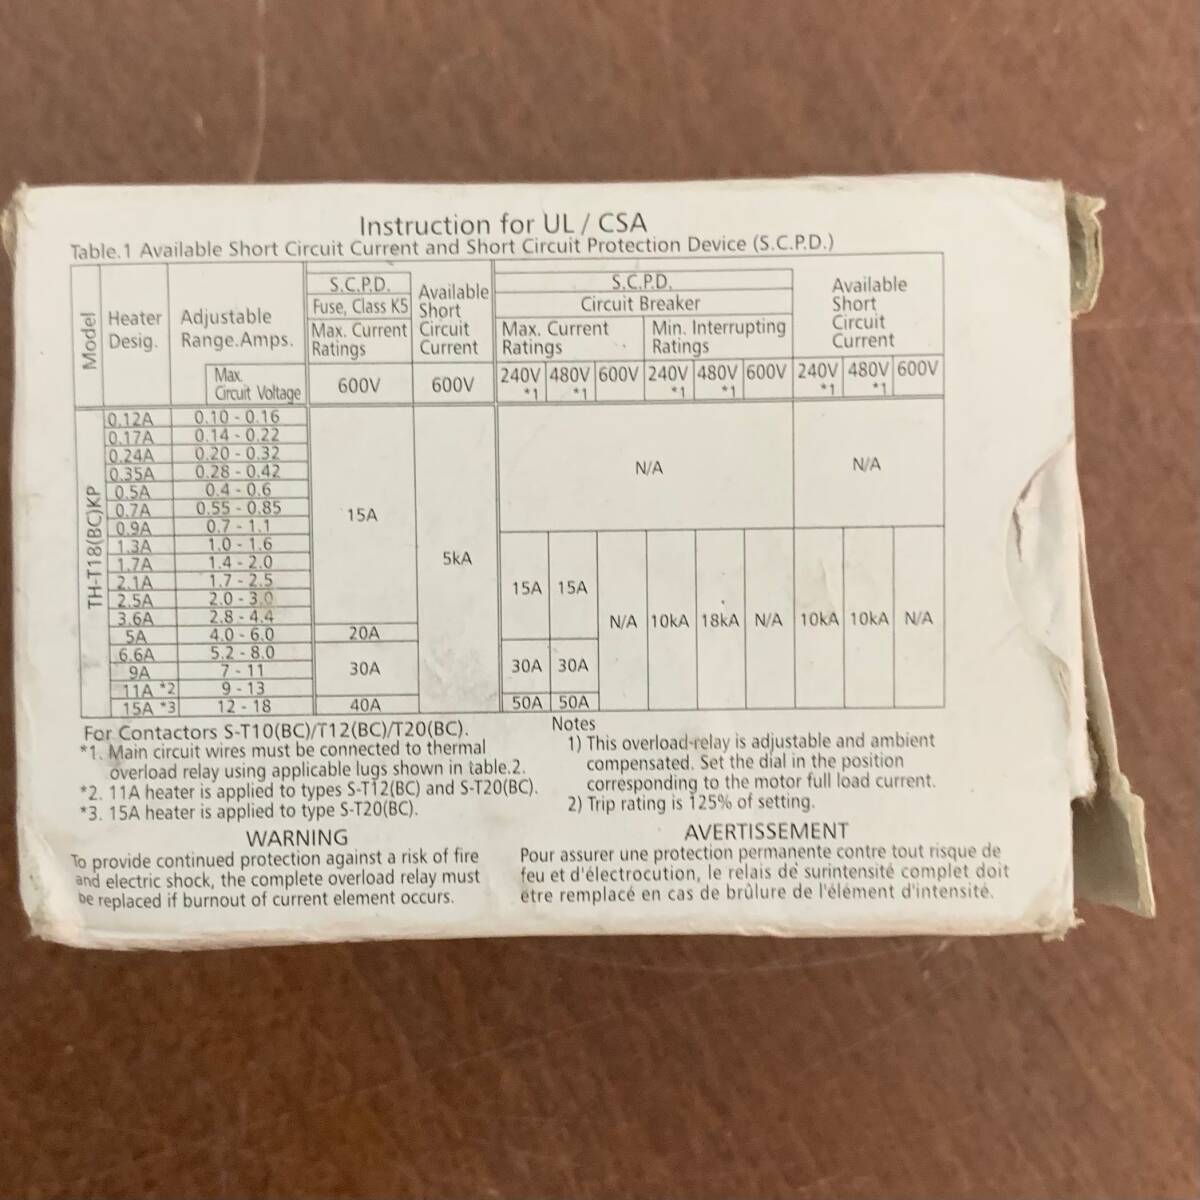 Instruction for UL / CSA
Table.1 Available Short Circuit Current and Short Circuit Protection Device (S.C.P.D.)
Model
Heater
Desig.
Adjustable
Range.Amps.
Max.
Circuit Voltage
S.C.P.D.
Fuse, Class K5
Max. Current
Ratings
600V
Available
Short
Circuit
Current
600V
S.C.P.D.
Circuit Breaker
Max. Current
Ratings
Min. Interrupting
Ratings
240V *1 480V *1 600V 240V *1 480V *1 600V
Available
Short
Circuit
Current
240V *1 480V *1 600V
TH-T18(BC)KP
0.12A 0.10 - 0.16
0.17A 0.14 - 0.22
0.24A 0.20 - 0.32
0.35A 0.28 - 0.42
0.5A 0.4 - 0.6
0.7A 0.55 - 0.85
0.9A 0.7 - 1.1
1.3A 1.0 - 1.6
1.7A 1.4 - 2.0
2.1A 1.7 - 2.5
2.5A 2.0 - 3.0
3.6A 2.8 - 4.4
5A 4.0 - 6.0
6.6A 5.2 - 8.0
9A 7 - 11
11A *2 9 - 13
15A *3 12 - 18
15A
20A
30A
40A
5kA
N/A N/A
15A 15A
30A 30A
50A 50A
N/A 10kA 18kA N/A 10kA 10kA N/A
For Contactors S-T10(BC)/T12(BC)/T20(BC).
*1. Main circuit wires must be connected to thermal
overload relay using applicable lugs shown in table.2.
*2. 11A heater is applied to types S-T12(BC) and S-T20(BC).
*3. 15A heater is applied to type S-T20(BC).
Notes
1) This overload-relay is adjustable and ambient
compensated. Set the dial in the position
corresponding to the motor full load current.
2) Trip rating is 125% of setting.
WARNING
To provide continued protection against a risk of fire
and electric shock, the complete overload relay must
be replaced if burnout of current element occurs.
AVERTISSEMENT
Pour assurer une protection permanente contre tout risque de
feu et d'électrocution, le relais de surintensité complet doit
etre remplacé en cas de brûlure de l'élément d'intensité.